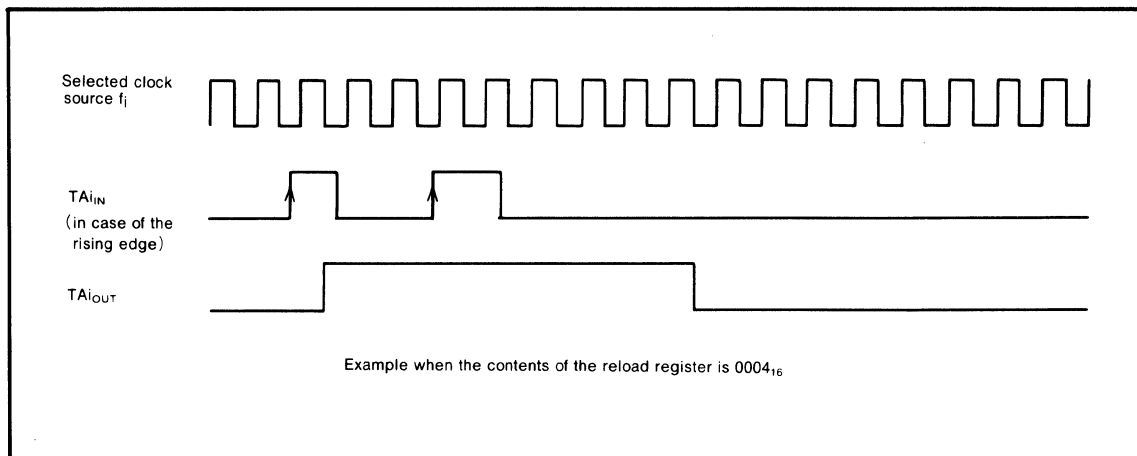 Selected clock
source fi
TAiIN
(in case of the
rising edge)
TAiOUT
Example when the contents of the reload register is 000416